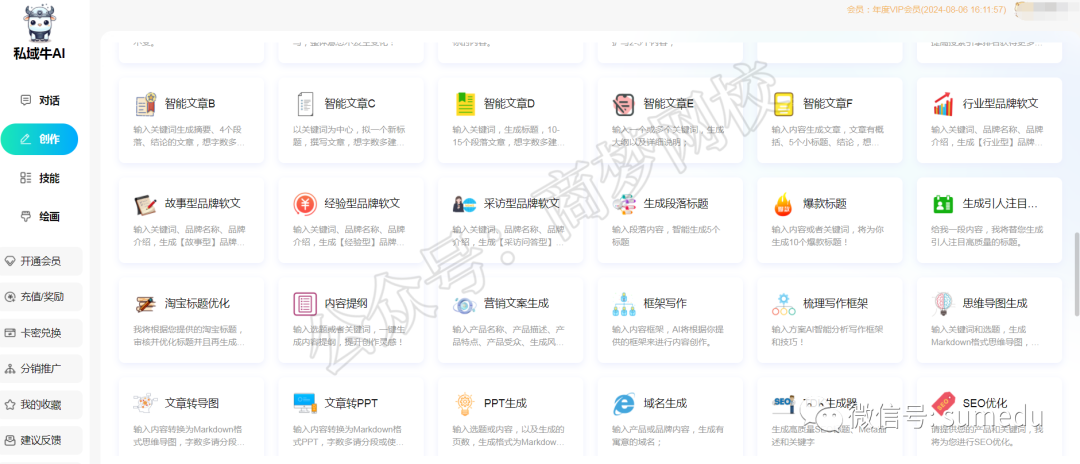 会员：年度VIP会员(2024-08-06 16:11:57)
私域牛AI
对话
创作
技能
绘画
开通会员
充值/奖励
卡密兑换
分销推广
我的收藏
建议反馈
智能文章B
输入关键词生成摘要、4个段
落、结论的文章，想字数多...
智能文章C
以关键词为中心，拟一个新标
题，撰写文章，想字数多建...
智能文章D
输入关键词，生成标题，10-
15个段落文章，想字数多建...
智能文章E
输入一个或多个关键词，生成
大纲以及详细说明；
智能文章F
输入内容生成文章，文章有概
括、5个小标题、结论，想...
行业型品牌软文
输入关键词、品牌名称、品牌
介绍，生成【行业型】品牌...
故事型品牌软文
输入关键词、品牌名称、品牌
介绍，生成【故事型】品牌...
经验型品牌软文
输入关键词、品牌名称、品牌
介绍，生成【经验型】品牌...
采访型品牌软文
输入关键词、品牌名称、品牌
介绍，生成【采访问答型】...
生成段落标题
输入段落内容，智能生成5个
标题
爆款标题
输入内容或者关键词，将为你
生成10个爆款标题！
生成引人注目...
给我一段内容，我将替您生成
引人注目高质量的标题。
淘宝标题优化
我将根据您提供的淘宝标题，
审核并优化标题并且再生成...
内容提纲
输入选题或者关键词，一键生
成内容提纲，提升创作灵感！
营销文案生成
输入产品名称、产品描述、产
品特点、产品受众、生成风...
框架写作
输入内容框架，AI将根据你提
供的框架来进行内容创作。
梳理写作框架
输入方案AI智能分析写作框架
和技巧！
思维导图生成
输入关键词和选题，生成
Markdown格式思维导图，...
文章转导图
输入内容转换为Markdown格
式思维导图，字数多请分段...
文章转PPT
输入内容转换为Markdown格
式PPT，字数多请分段或使...
PPT生成
输入选题或内容，以及生成的
页数，生成格式为Markdow...
域名生成
输入产品或品牌内容，生成有
寓意的域名；
生成器
生成高质量SEO标题、Meta描
述和关键字
SEO优化
请提供您的产品和关键词，我
将为您进行SEO优化。
公众号：商梦网校
微信号:sumedu